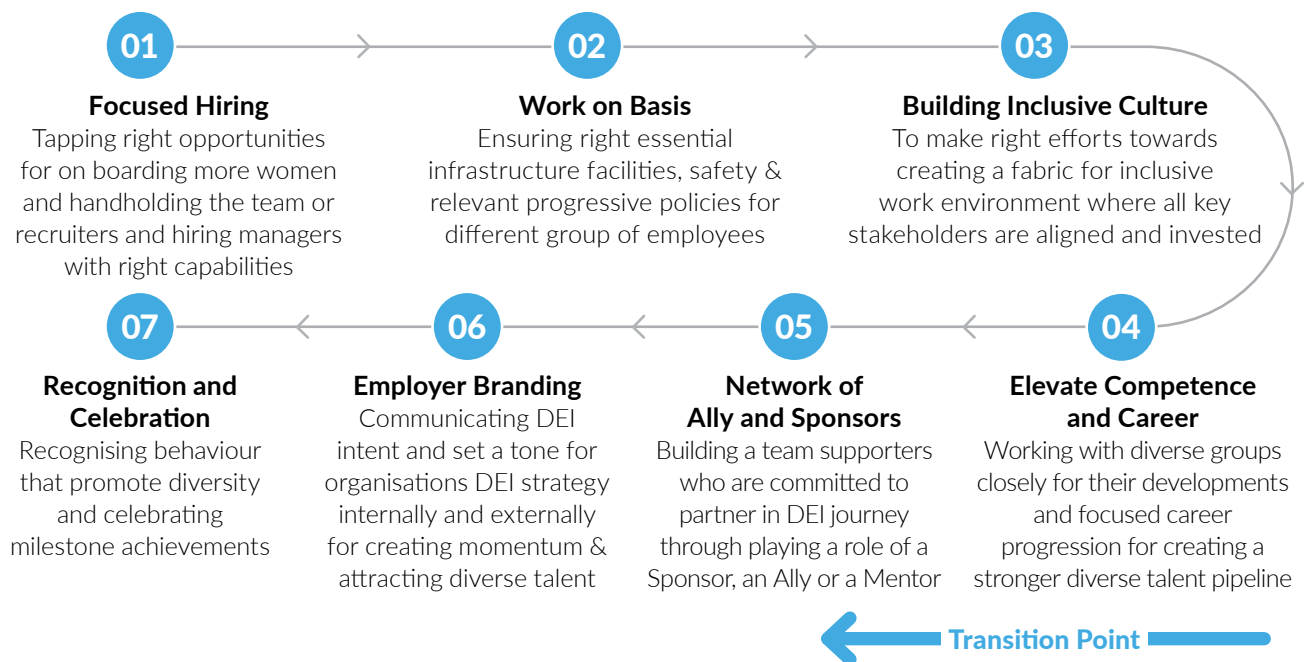 01
Focused Hiring
Tapping right opportunities
for on boarding more women
and handholding the team or
recruiters and hiring managers
with right capabilities
02
Work on Basis
Ensuring right essential
infrastructure facilities, safety &
relevant progressive policies for
different group of employees
03
Building Inclusive Culture
To make right efforts towards
creating a fabric for inclusive
work environment where all key
stakeholders are aligned and invested
04
Elevate Competence
and Career
Working with diverse groups
closely for their developments
and focused career
progression for creating a
stronger diverse talent pipeline
05
Network of
Ally and Sponsors
Building a team supporters
who are committed to
partner in DEI journey
through playing a role of a
Sponsor, an Ally or a Mentor
06
Employer Branding
Communicating DEI
intent and set a tone for
organisations DEI strategy
internally and externally
for creating momentum &
attracting diverse talent
07
Recognition and
Celebration
Recognising behaviour
that promote diversity
and celebrating
milestone achievements
Transition Point